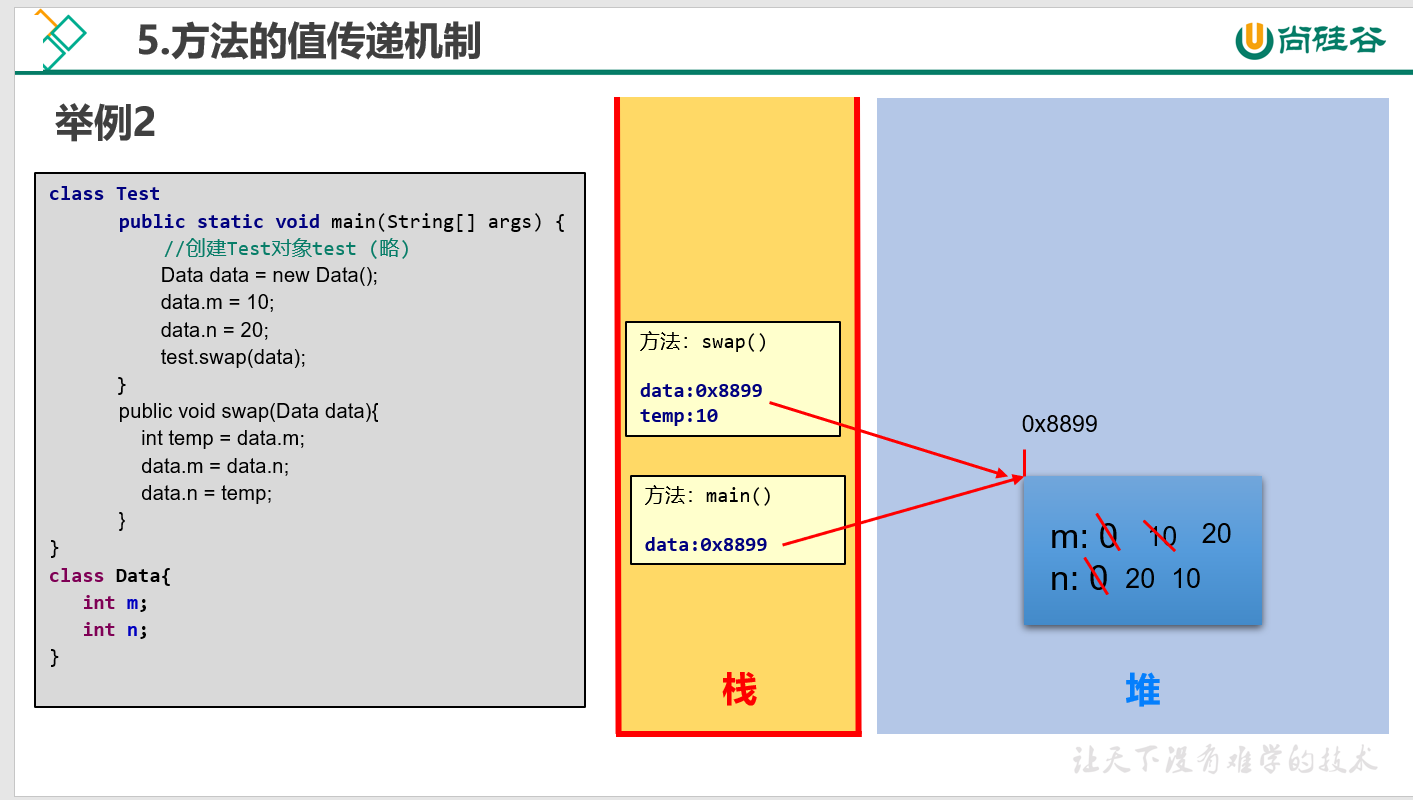 5.方法的值传递机制
尚硅谷
举例2
class Test
public static void main(String[] args) {
//创建Test对象test (略)
Data data = new Data();
data.m = 10;
data.n = 20;
test.swap(data);
}
public void swap(Data data){
int temp = data.m;
data.m = data.n;
data.n = temp;
}
}
class Data{
int m;
int n;
}
方法: swap()
data:0x8899
temp:10
方法: main()
data:0x8899
栈
0x8899
m: 0 10 20
n: 0 20 10
堆
让天下没有难学的技术